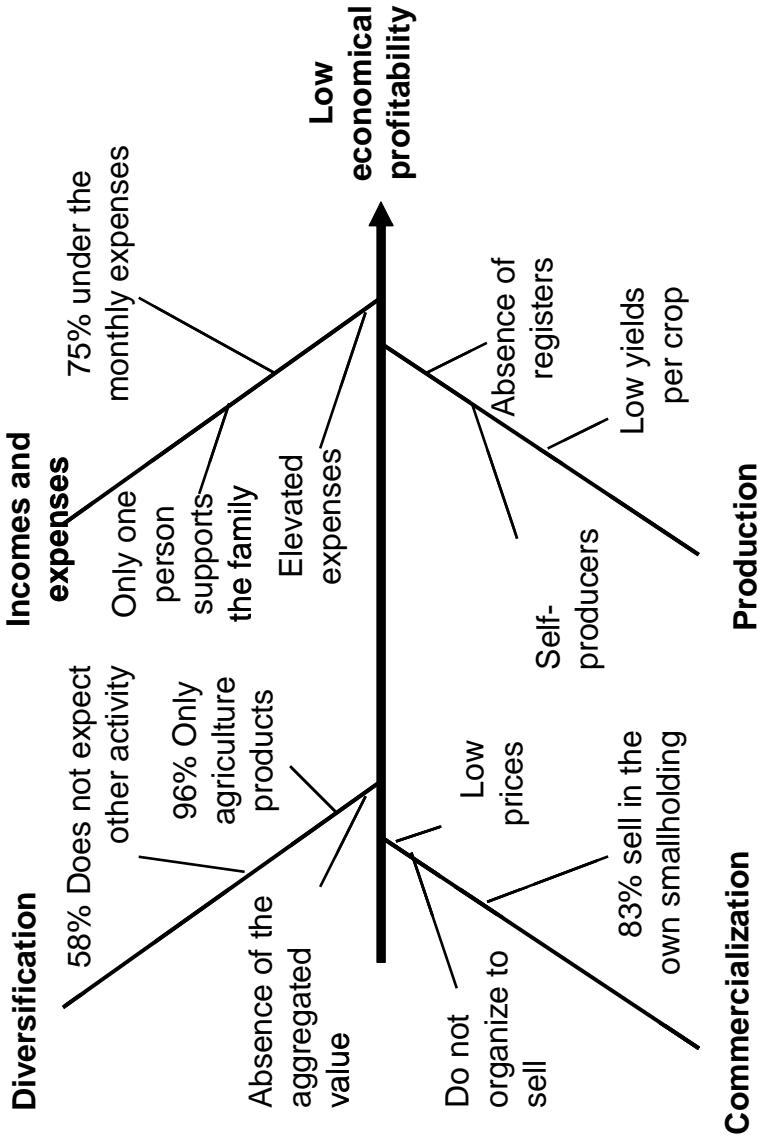 Diversification
58% Does not expect
other activity
96% Only
agriculture
products
Absence of the
aggregated
value
Incomes and
expenses
75% under the
monthly expenses
Only one
person
supports
the family
Elevated
expenses
Low
economical
profitability
Commercialization
Low
prices
Do not
organize to
sell
83% sell in the
own smallholding
Production
Absence of
registers
Self-
producers
Low yields
per crop